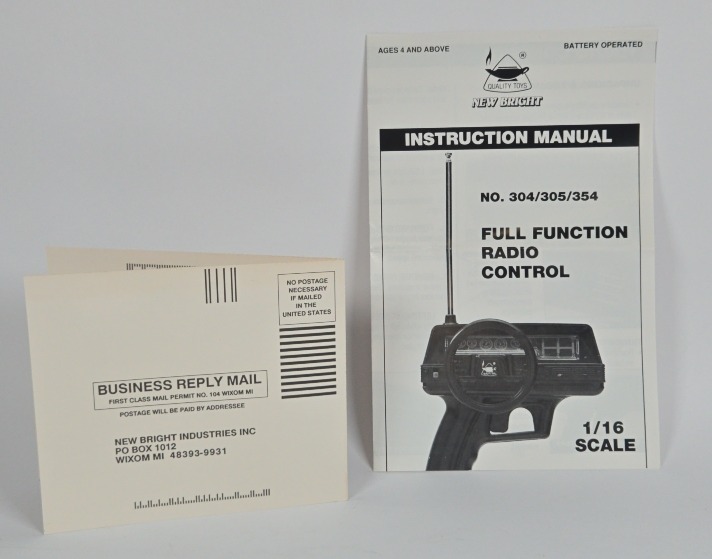 NO POSTAGE
NECESSARY
IF MAILED
IN THE
UNITED STATES
BUSINESS REPLY MAIL
FIRST CLASS MAIL PERMIT NO. 104 WIXOM MI
POSTAGE WILL BE PAID BY ADDRESSEE
NEW BRIGHT INDUSTRIES INC
PO BOX 1012
WIXOM MI 48393-9931
AGES 4 AND ABOVE
BATTERY OPERATED
®
QUALITY TOYS
NEW BRIGHT
INSTRUCTION MANUAL
NO. 304/305/354
FULL FUNCTION
RADIO
CONTROL
1/16
SCALE